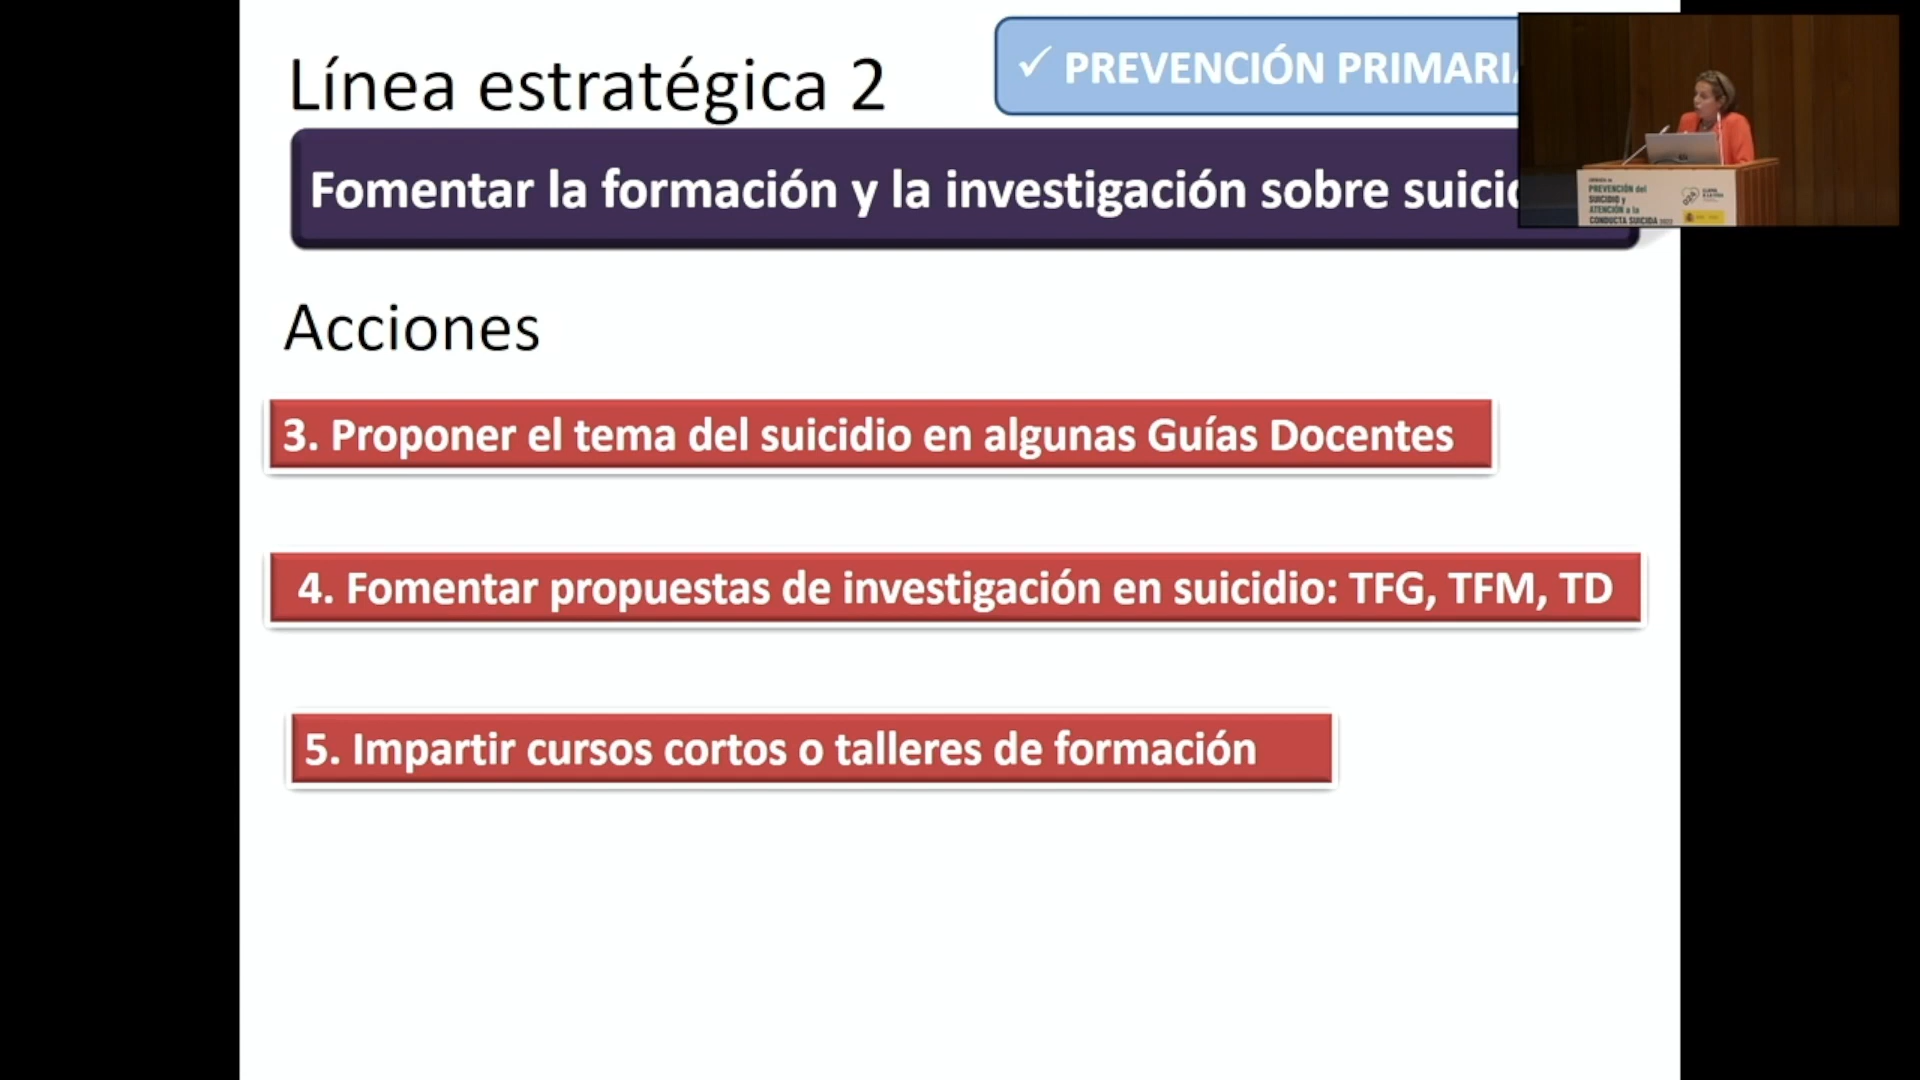 Línea estratégica 2
✓ PREVENCIÓN PRIMARI
Fomentar la formación y la investigación sobre suici
Acciones
3. Proponer el tema del suicidio en algunas Guías Docentes
4. Fomentar propuestas de investigación en suicidio: TFG, TFM, TD
5. Impartir cursos cortos o talleres de formación
PREVENCIÓN del
SUICIDIO y
ATENCIÓN a la
CONDUCTA SUICIDA